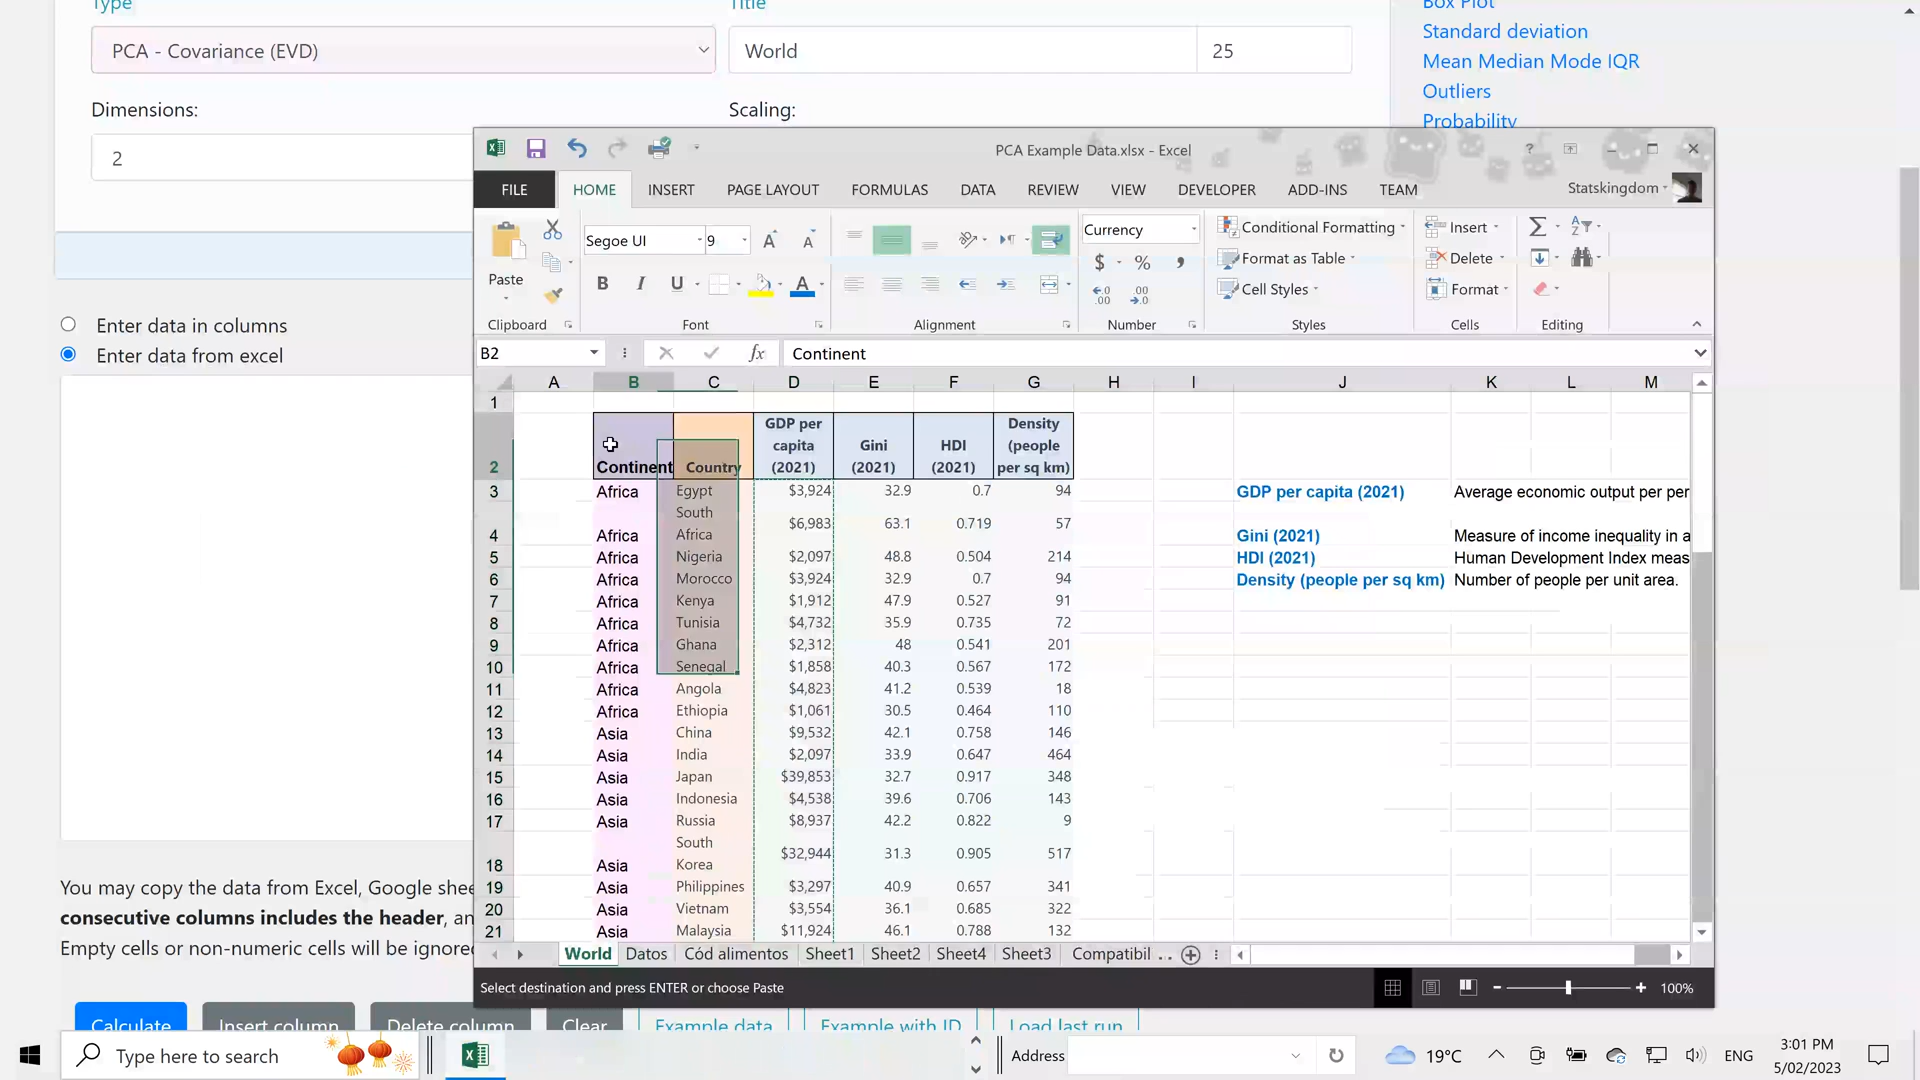 Type
Title
PCA - Covariance (EVD)
World
25
Dimensions:
Scaling:
2
Box Plot
Standard deviation
Mean Median Mode IQR
Outliers
Probability
PCA Example Data.xlsx - Excel
?
FILE
HOME
INSERT
PAGE LAYOUT
FORMULAS
DATA
REVIEW
VIEW
DEVELOPER
ADD-INS
TEAM
Statskingdom
Paste
Segoe UI
9
Currency
Conditional Formatting
Format as Table
Cell Styles
Insert
Delete
Format
Clipboard
Font
Alignment
Number
Styles
Cells
Editing
B2
fx
Continent
Enter data in columns
Enter data from excel
A B C D E F G H I J K L M
1
2 Continent Country GDP per capita (2021) Gini (2021) HDI (2021) Density (people per sq km)
3 Africa Egypt $3,924 32.9 0.7 94 GDP per capita (2021) Average economic output per per
4 Africa South Africa $6,983 63.1 0.719 57 Gini (2021) Measure of income inequality in a
5 Africa Nigeria $2,097 48.8 0.504 214 HDI (2021) Human Development Index meas
6 Africa Morocco $3,924 32.9 0.7 94 Density (people per sq km) Number of people per unit area.
7 Africa Kenya $1,912 47.9 0.527 91
8 Africa Tunisia $4,732 35.9 0.735 72
9 Africa Ghana $2,312 48 0.541 201
10 Africa Senegal $1,858 40.3 0.567 172
11 Africa Angola $4,823 41.2 0.539 18
12 Africa Ethiopia $1,061 30.5 0.464 110
13 Asia China $9,532 42.1 0.758 146
14 Asia India $2,097 33.9 0.647 464
15 Asia Japan $39,853 32.7 0.917 348
16 Asia Indonesia $4,538 39.6 0.706 143
17 Asia Russia $8,937 42.2 0.822 9
18 Asia South Korea $32,944 31.3 0.905 517
19 Asia Philippines $3,297 40.9 0.657 341
20 Asia Vietnam $3,554 36.1 0.685 322
21 Asia Malaysia $11,924 46.1 0.788 132
World Datos Cód alimentos Sheet1 Sheet2 Sheet4 Sheet3 Compatibil ...
Select destination and press ENTER or choose Paste
100%
You may copy the data from Excel, Google shee
consecutive columns includes the header, an
Empty cells or non-numeric cells will be ignored
Calculate
Insert column
Delete column
Clear
Example data
Example with ID
Load last run
Type here to search
Address
19°C
ENG
3:01 PM
5/02/2023